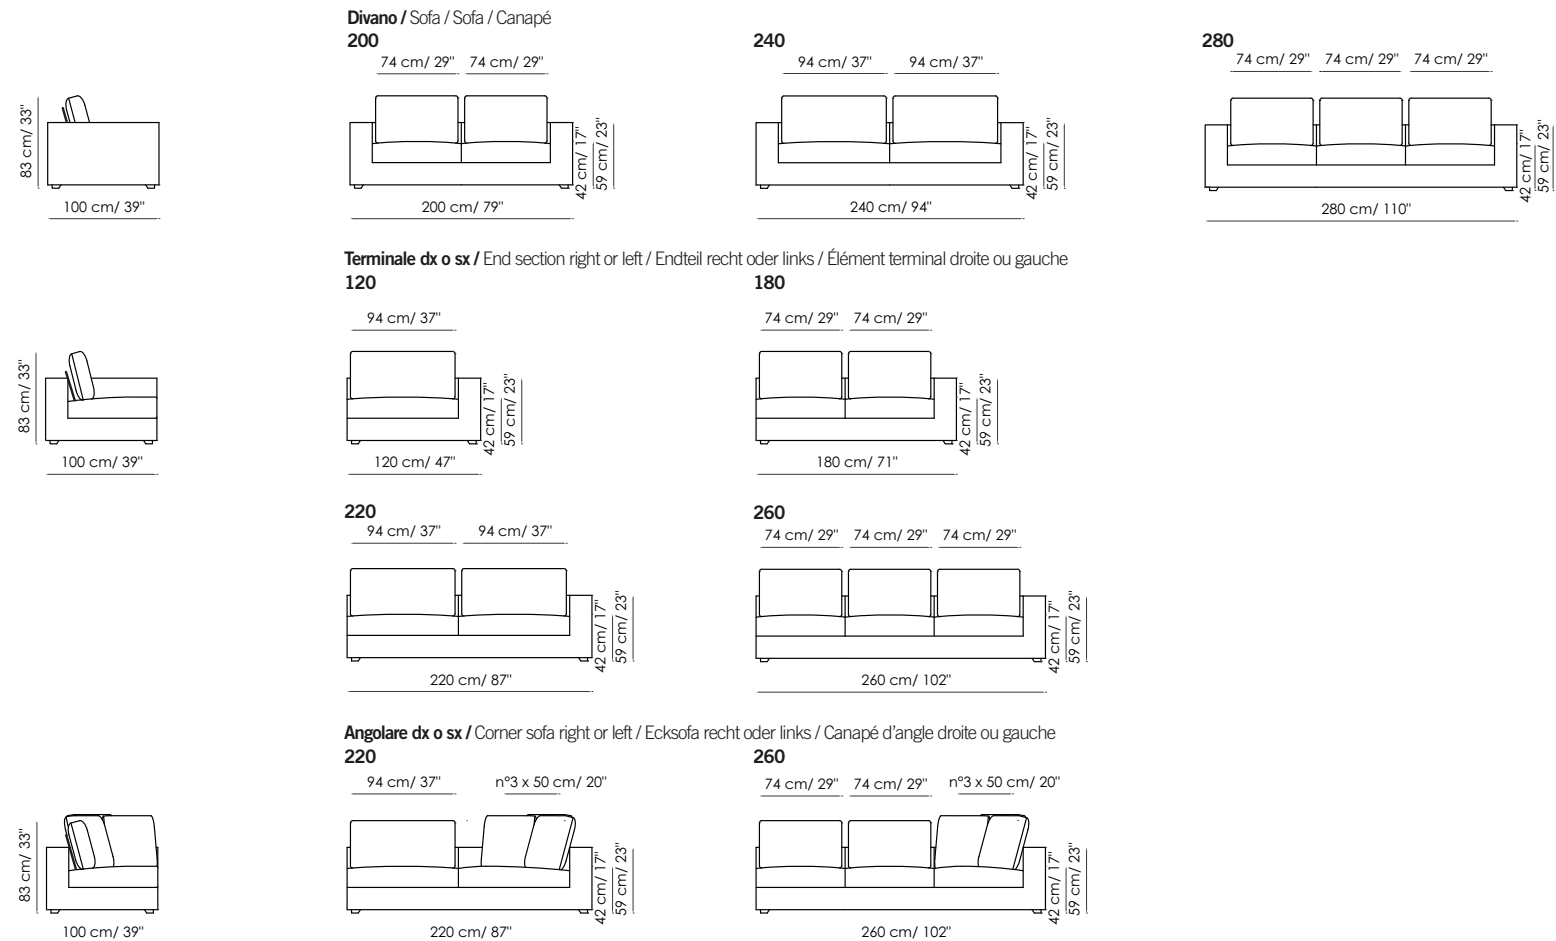 Divano / Sofa / Sofa / Canapé
200
240
280
74 cm/ 29" 74 cm/ 29"
94 cm/ 37" 94 cm/ 37"
74 cm/ 29" 74 cm/ 29" 74 cm/ 29"
83 cm/ 33"
42 cm/ 17"
59 cm/ 23"
42 cm/ 17"
59 cm/ 23"
42 cm/ 17"
59 cm/ 23"
100 cm/ 39"
200 cm/ 79"
240 cm/ 94"
280 cm/ 110"
Terminale dx o sx / End section right or left / Endteil recht oder links / Élément terminal droite ou gauche
120
180
94 cm/ 37"
74 cm/ 29" 74 cm/ 29"
83 cm/ 33"
42 cm/ 17"
59 cm/ 23"
42 cm/ 17"
59 cm/ 23"
100 cm/ 39"
120 cm/ 47"
180 cm/ 71"
220
260
94 cm/ 37" 94 cm/ 37"
74 cm/ 29" 74 cm/ 29" 74 cm/ 29"
42 cm/ 17"
59 cm/ 23"
42 cm/ 17"
59 cm/ 23"
220 cm/ 87"
260 cm/ 102"
Angolare dx o sx / Corner sofa right or left / Ecksofa recht oder links / Canapé d'angle droite ou gauche
220
260
94 cm/ 37" n°3 x 50 cm/ 20"
74 cm/ 29" 74 cm/ 29" n°3 x 50 cm/ 20"
83 cm/ 33"
42 cm/ 17"
59 cm/ 23"
42 cm/ 17"
59 cm/ 23"
100 cm/ 39"
220 cm/ 87"
260 cm/ 102"